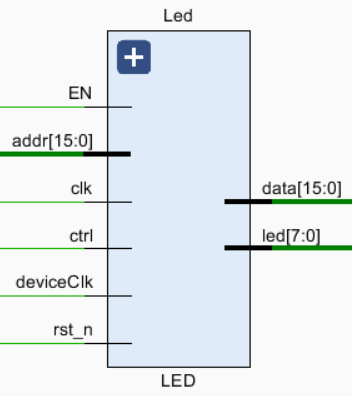 Led
EN
addr[15:0]
clk
data[15:0]
ctrl
led[7:0]
deviceClk
rst_n
LED